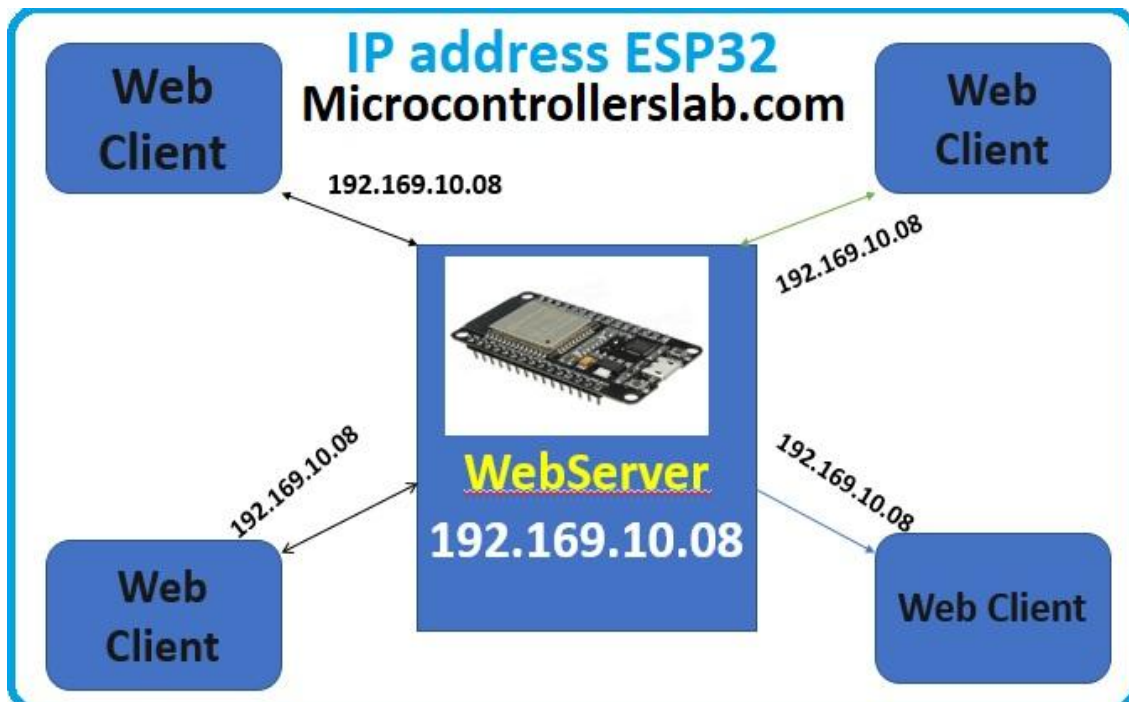 IP address ESP32
Microcontrollerslab.com
Web
Client
Web
Client
192.169.10.08
192.169.10.08
WebServer
192.169.10.08
192.169.10.08
192.169.10.08
Web
Client
Web Client